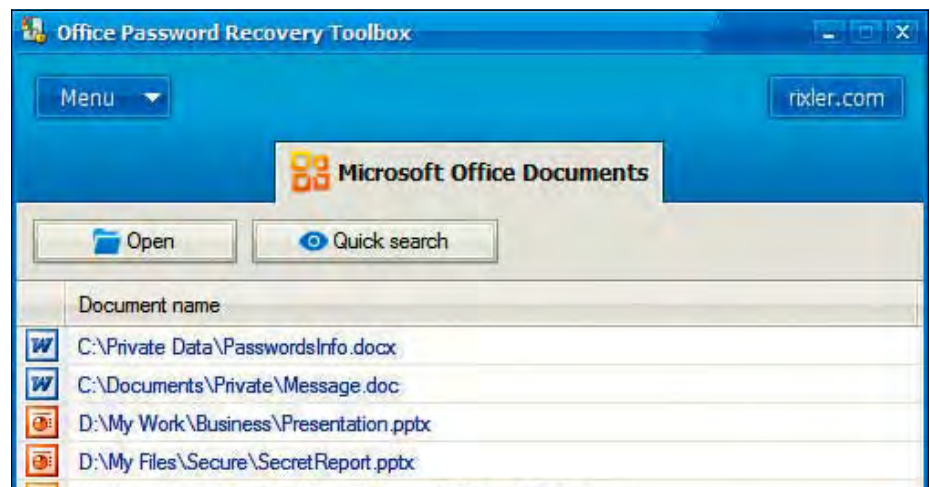 Office Password Recovery Toolbox
Menu
rixler.com
Microsoft Office Documents
Open
Quick search
Document name
C:\Private Data\PasswordsInfo.docx
C:\Documents\Private\Message.doc
D:\My Work\Business\Presentation.pptx
D:\My Files\Secure\SecretReport.pptx